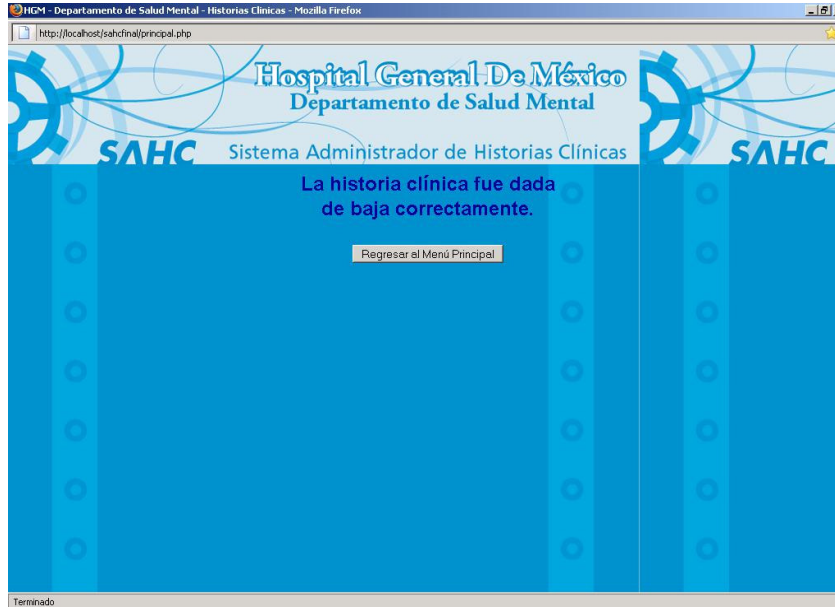 HGM - Departamento de Salud Mental - Historias Clinicas - Mozilla Firefox
http://localhost/sahcfinal/principal.php
Hospital General De México
Departamento de Salud Mental
SAHC Sistema Administrador de Historias Clínicas SAHC
La historia clínica fue dada
de baja correctamente.
Regresar al Menú Principal
Terminado